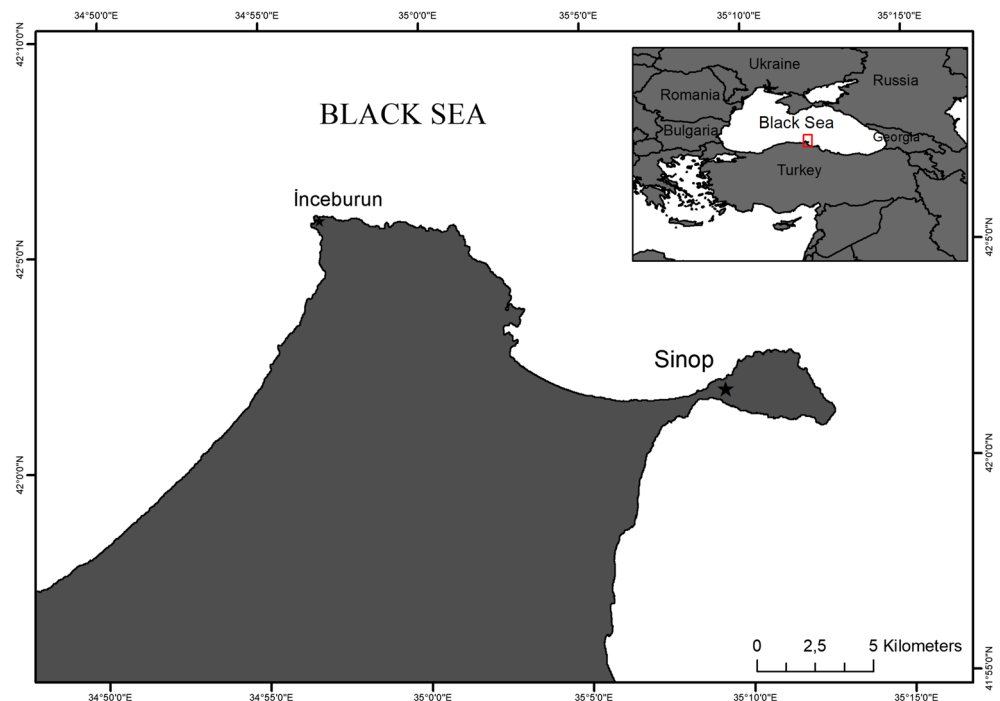 34°50'0"E 34°55'0"E 35°0'0"E 35°5'0"E 35°10'0"E 35°15'0"E
42°10'0"N
Ukraine
Russia
Romania
BLACK SEA
Black Sea
Bulgaria
Georgia
Turkey
İnceburun
42°5'0"N
42°5'0"N
Sinop
42°0'0"N
42°0'0"N
0 2,5 5 Kilometers
41°55'0"N
34°50'0"E 34°55'0"E 35°0'0"E 35°5'0"E 35°10'0"E 35°15'0"E